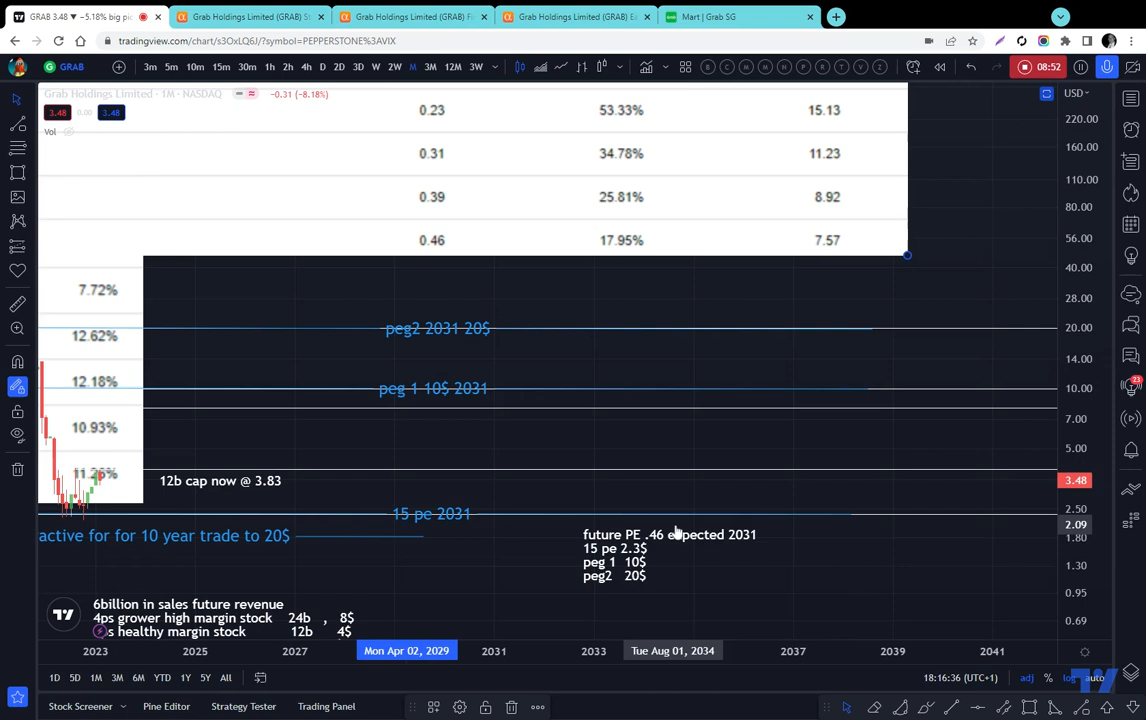 GRAB 3.48 ▼ −5.18% big pic
Grab Holdings Limited (GRAB) St
Grab Holdings Limited (GRAB) Fi
Grab Holdings Limited (GRAB) Ea
Mart | Grab SG
tradingview.com/chart/s3OxLQ6J/?symbol=PEPPERSTONE%3AVIX
GRAB 3m 5m 10m 15m 30m 1h 2h 4h D 2D 3D W 2W M 3M 12M 3W
B C M M P R T V Z
08:52
Grab Holdings Limited · 1M · NASDAQ −0.31 (−8.18%)
USD
3.48 0.00 3.48
Vol
0.23 53.33% 15.13
0.31 34.78% 11.23
0.39 25.81% 8.92
0.46 17.95% 7.57
7.72%
12.62%
12.18%
10.93%
11.26%
220.00
160.00
110.00
80.00
56.00
40.00
28.00
20.00
14.00
10.00
7.00
5.00
3.48
2.50
2.09
1.80
1.30
0.95
0.69
23
peg2 2031 20$
peg 1 10$ 2031
12b cap now @ 3.83
15 pe 2031
active for for 10 year trade to 20$
future PE .46 expected 2031
15 pe 2.3$
peg 1 10$
peg2 20$
6billion in sales future revenue
4ps grower high margin stock 24b , 8$
s healthy margin stock 12b 4$
2023 2025 2027 Mon Apr 02, 2029 2031 2033 Tue Aug 01, 2034 2037 2039 2041
1D 5D 1M 3M 6M YTD 1Y 5Y All
18:16:36 (UTC+1) adj % log auto
Stock Screener Pine Editor Strategy Tester Trading Panel